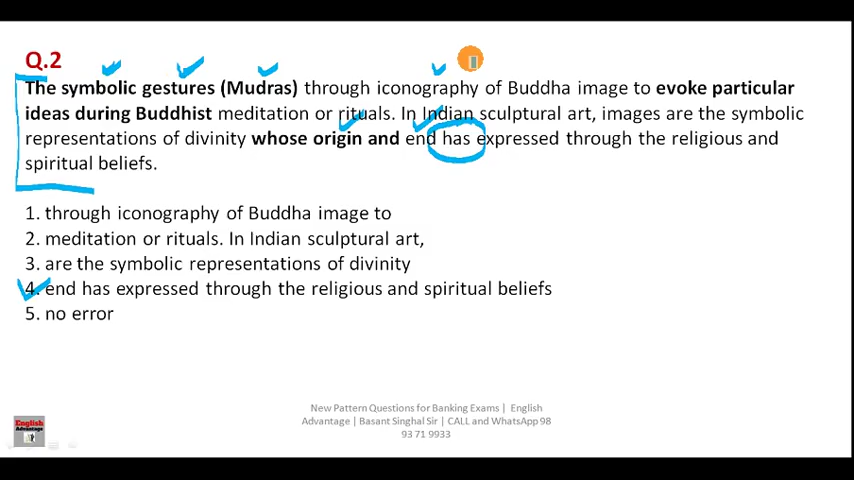 Q.2
The symbolic gestures (Mudras) through iconography of Buddha image to evoke particular
ideas during Buddhist meditation or rituals. In Indian sculptural art, images are the symbolic
representations of divinity whose origin and end has expressed through the religious and
spiritual beliefs.
1. through iconography of Buddha image to
2. meditation or rituals. In Indian sculptural art,
3. are the symbolic representations of divinity
4. end has expressed through the religious and spiritual beliefs
5. no error
New Pattern Questions for Banking Exams | English
Advantage | Basant Singhal Sir | CALL and WhatsApp 98
93 71 9933
English
Advantage